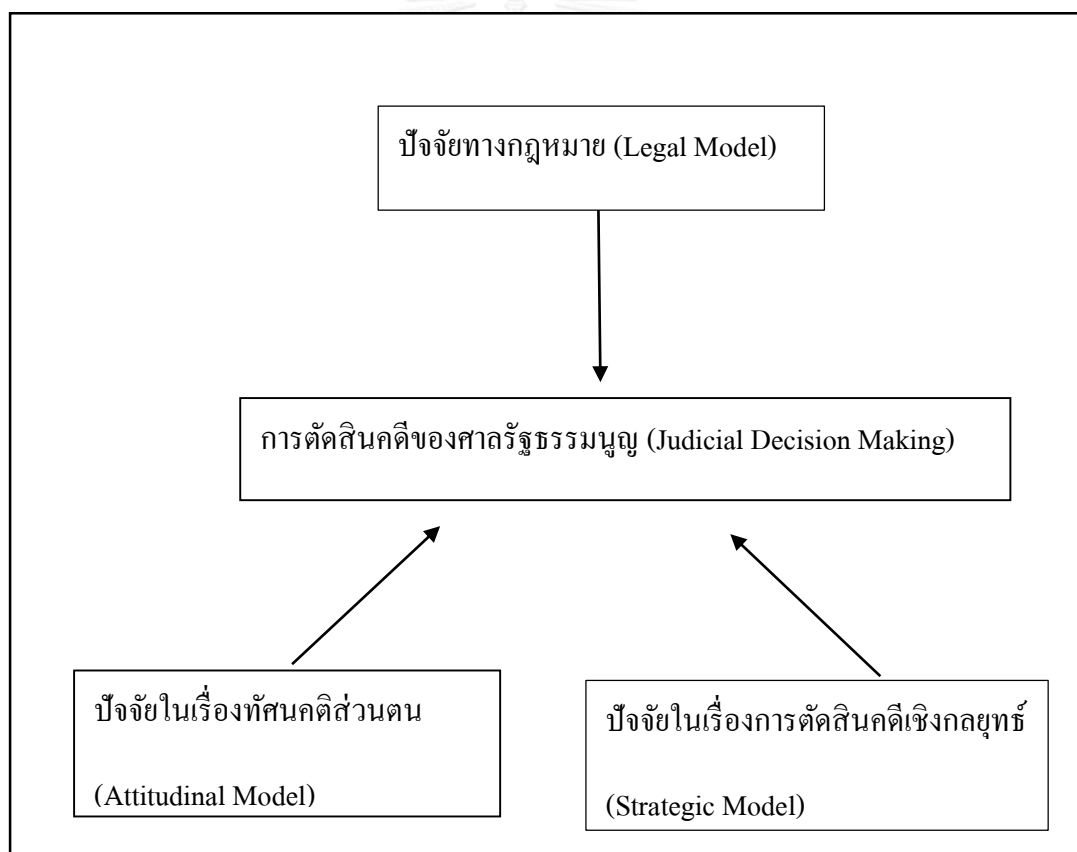 ปัจจัยทางกฎหมาย (Legal Model)
การตัดสินคดีของศาลรัฐธรรมนูญ (Judicial Decision Making)
ปัจจัยในเรื่องทัศนคติส่วนตน
(Attitudinal Model)
ปัจจัยในเรื่องการตัดสินคดีเชิงกลยุทธ์
(Strategic Model)